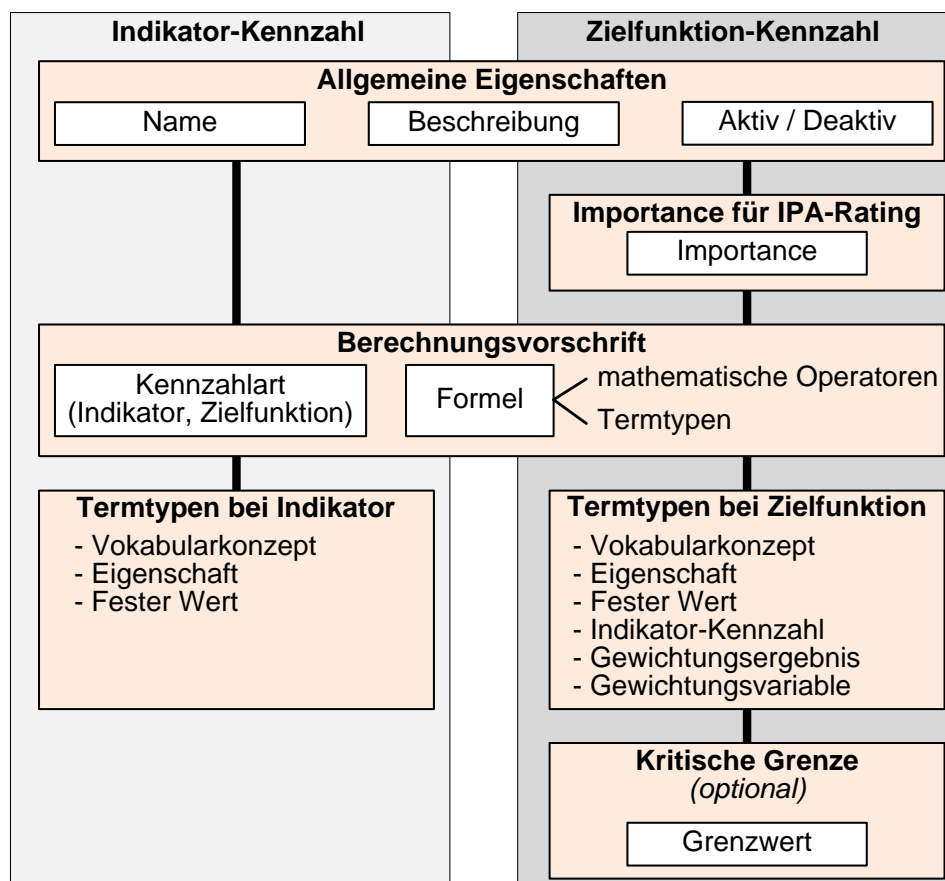 Indikator-Kennzahl
Zielfunktion-Kennzahl
Allgemeine Eigenschaften
Name
Beschreibung
Aktiv / Deaktiv
Importance für IPA-Rating
Importance
Berechnungsvorschrift
Kennzahlart
(Indikator, Zielfunktion)
Formel
mathematische Operatoren
Termtypen
Termtypen bei Indikator
- Vokabularkonzept
- Eigenschaft
- Fester Wert
Termtypen bei Zielfunktion
- Vokabularkonzept
- Eigenschaft
- Fester Wert
- Indikator-Kennzahl
- Gewichtungsergebnis
- Gewichtungsvariable
Kritische Grenze
(optional)
Grenzwert